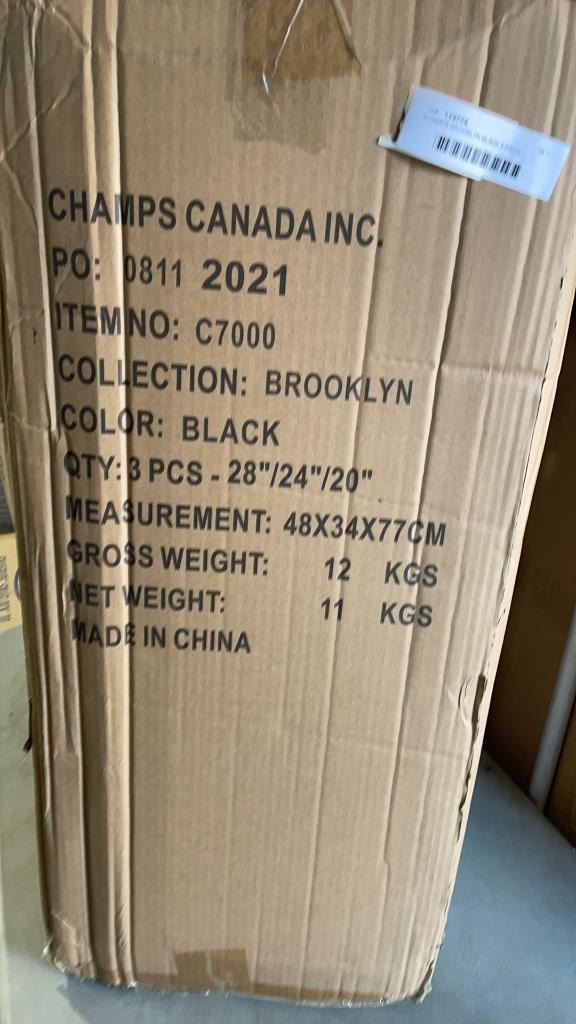 CHAMPS CANADA INC.
PO: 0811 2021
ITEM NO: C7000
COLLECTION: BROOKLYN
COLOR: BLACK
QTY: 3 PCS - 28"/24"/20"
MEASUREMENT: 48X34X77CM
GROSS WEIGHT: 12 KGS
NET WEIGHT: 11 KGS
MADE IN CHINA